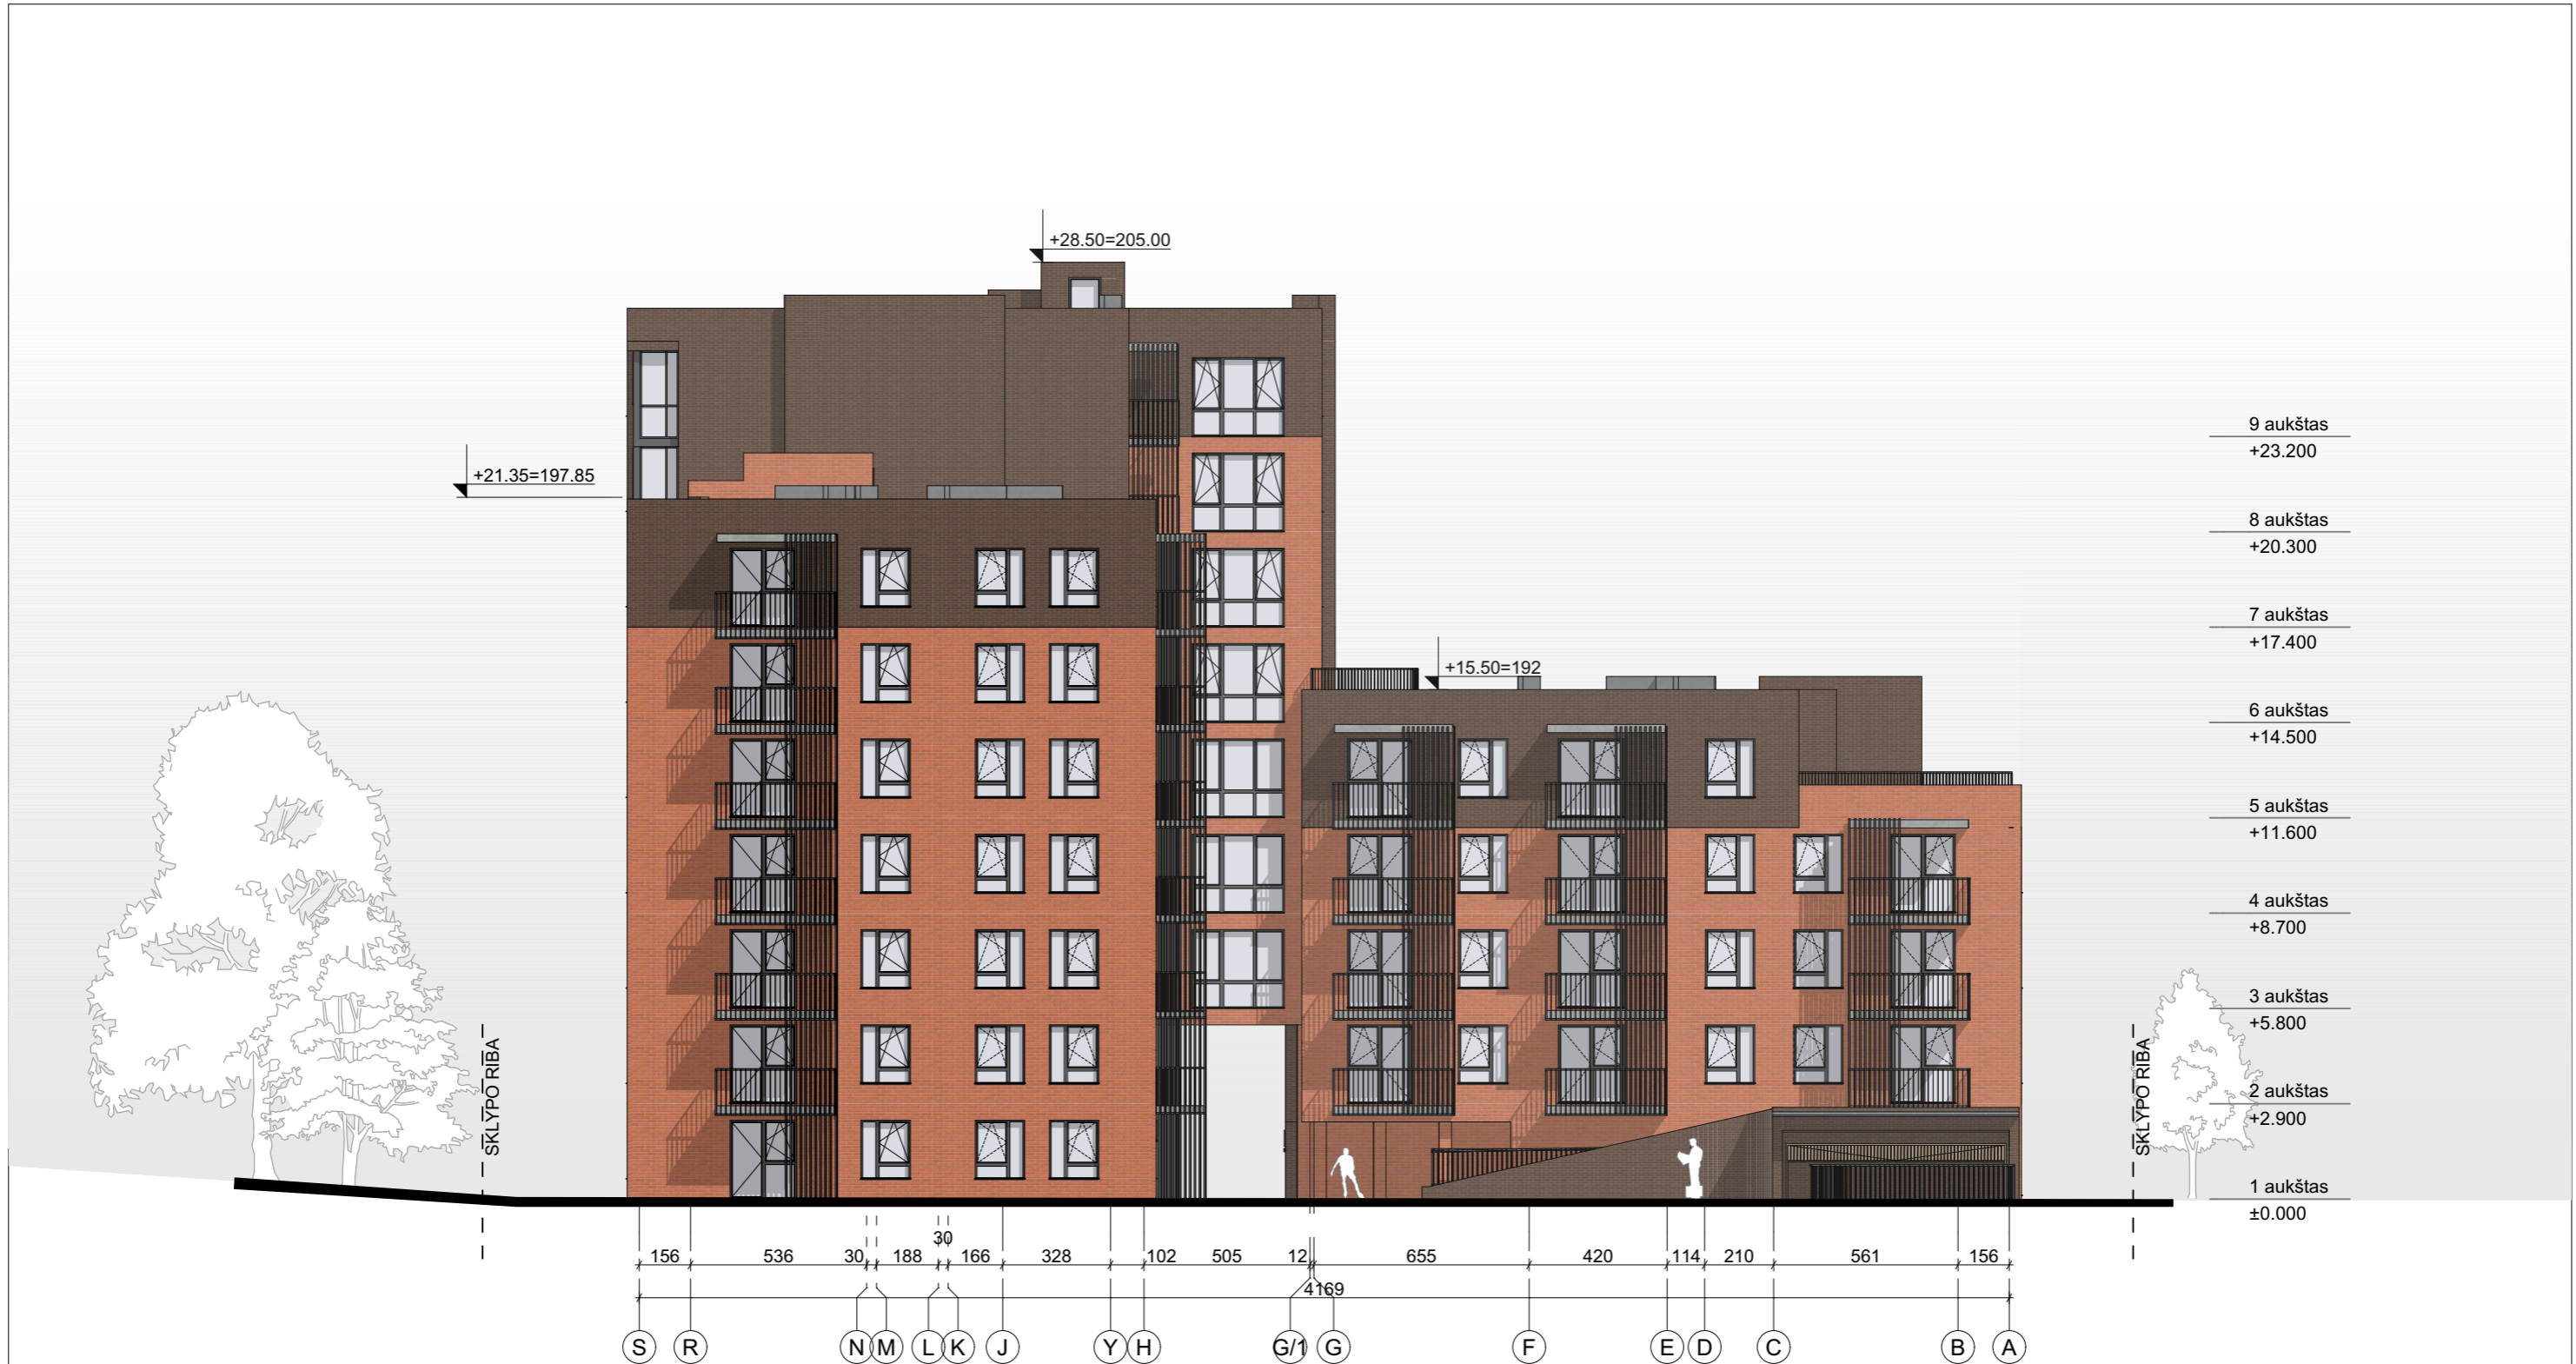 +28.50=205.00
+21.35=197.85
+15.50=192
9 aukštas
+23.200
8 aukštas
+20.300
7 aukštas
+17.400
6 aukštas
+14.500
5 aukštas
+11.600
4 aukštas
+8.700
3 aukštas
+5.800
2 aukštas
+2.900
1 aukštas
±0.000
SKLYPO RIBA
SKLYPO RIBA
30
156 536 30 188 166 328 102 505 12 655 420 114 210 561 156
4169
S R N M L K J Y H G/1 G F E D C B A